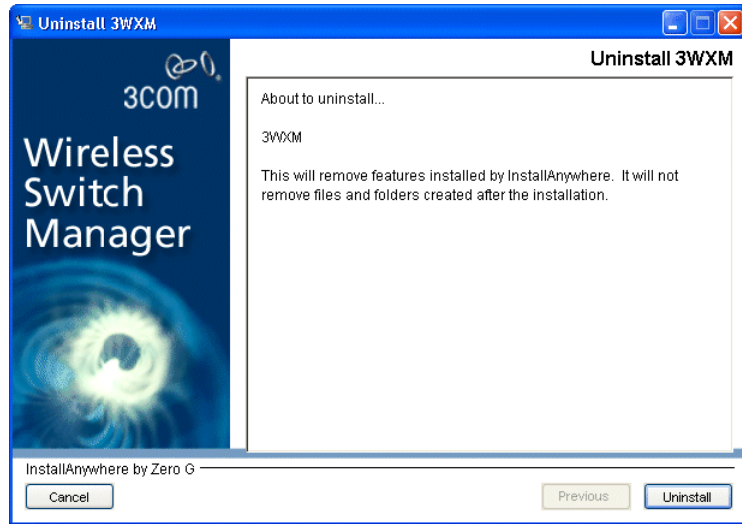 Uninstall 3WXM
Uninstall 3WXM
3COM
Wireless
Switch
Manager
About to uninstall...
3WXM
This will remove features installed by InstallAnywhere.  It will not
remove files and folders created after the installation.
InstallAnywhere by Zero G
Cancel
Previous
Uninstall